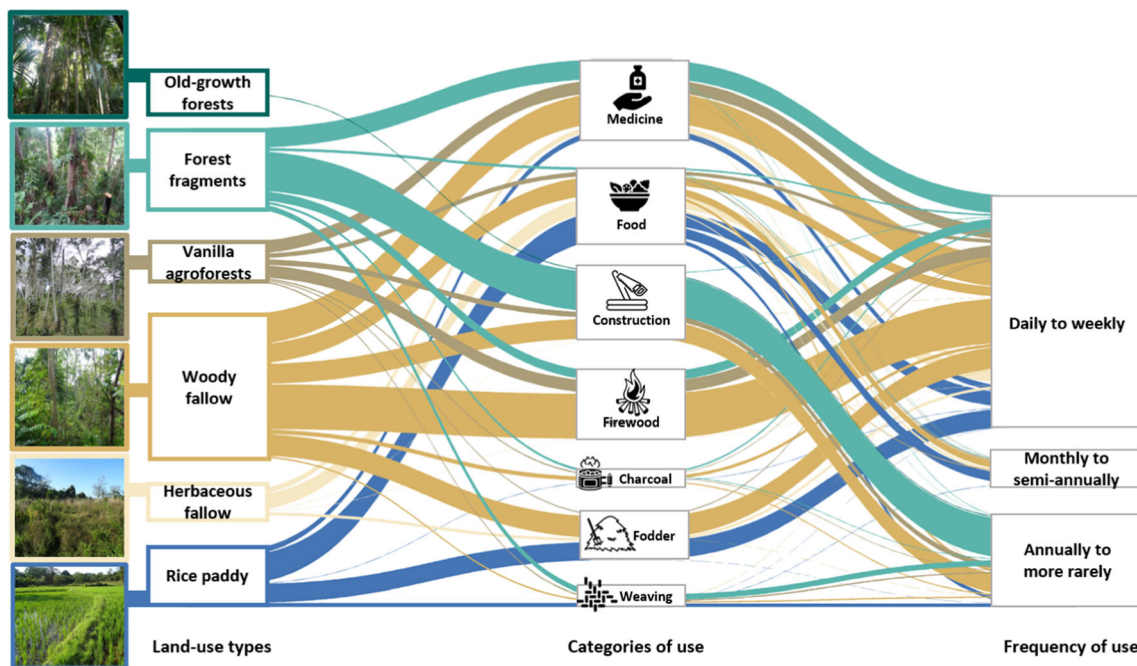 Old-growth
forests
Forest
fragments
Vanilla
agroforests
Woody
fallow
Herbaceous
fallow
Rice paddy
Land-use types
Medicine
Food
Construction
Firewood
Charcoal
Fodder
Weaving
Categories of use
Daily to weekly
Monthly to
semi-annually
Annually to
more rarely
Frequency of use